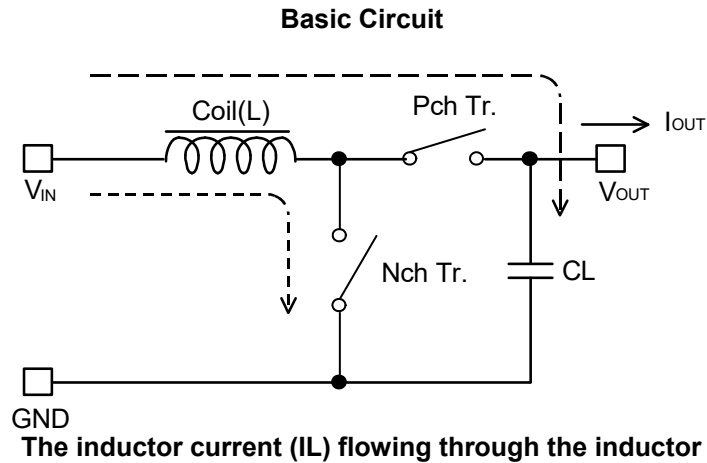 Basic Circuit
Coil(L)
Pch Tr.
IOUT
VIN
VOUT
Nch Tr.
CL
GND
The inductor current (IL) flowing through the inductor